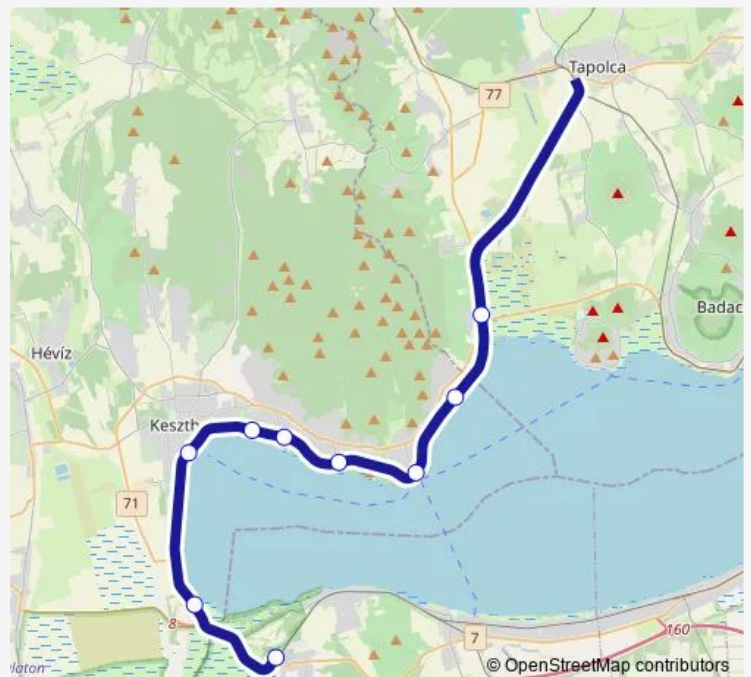 Tapolca
77
Badac
Hévíz
Keszth
71
8
7
160
laton
© OpenStreetMap contributors